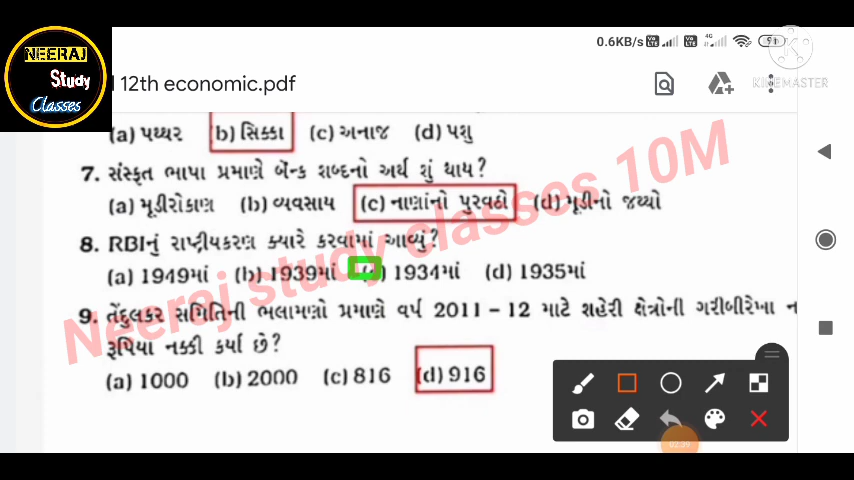 NEERAJ
Study
Classes
0.6KB/s
12th economic.pdf
KINEMASTER
(a) પથ્થર (b) સિક્કા (c) અનાજ (d) પશુ
7. સંસ્કૃત ભાષા પ્રમાણે બૅન્ક શબ્દનો અર્થ શું થાય?
(a) મૂડીરોકાણ (b) વ્યવસાય (c) નાણાંનો પુરવઠો (d) મૂડીનો જથ્થો
8. RBIનું રાષ્ટ્રીયકરણ ક્યારે કરવામાં આવ્યું?
(a) 1949માં (b) 1939માં (c) 1934માં (d) 1935માં
9. તેંદુલકર સમિતિની ભલામણો પ્રમાણે વર્ષ 2011 – 12 માટે શહેરી ક્ષેત્રોની ગરીબીરેખા
રૂપિયા નક્કી કર્યા છે?
(a) 1000 (b) 2000 (c) 816 (d) 916
Neeraj study classes 10M
02:39